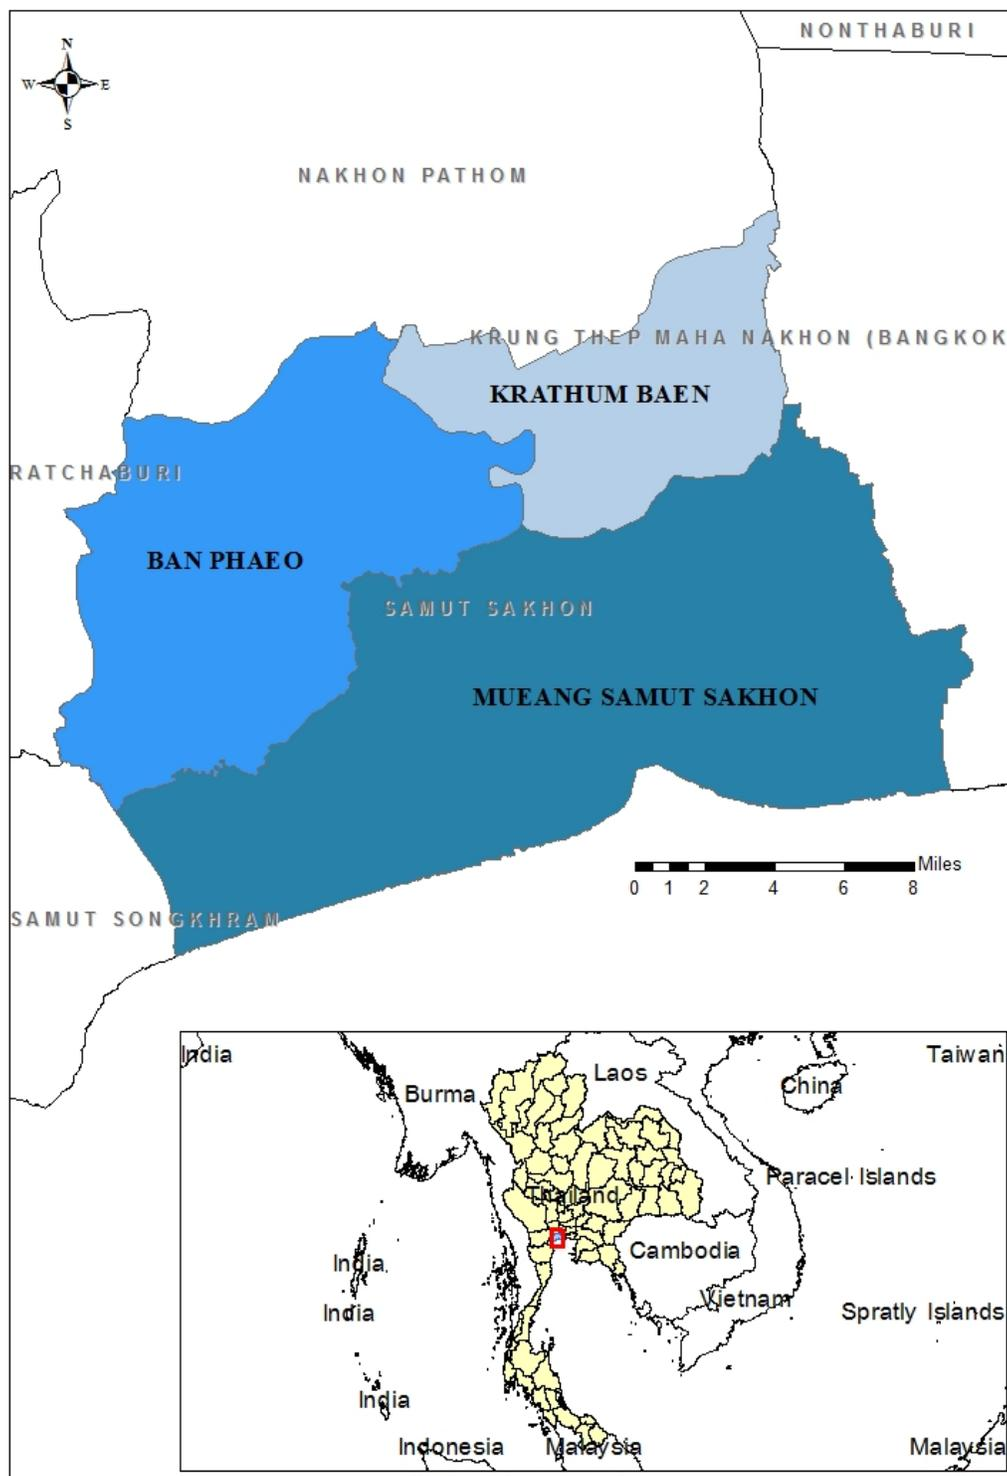 NONTHABURI
N
W E
S
NAKHON PATHOM
KRUNG THEP MAHA NAKHON (BANGKOK
KRATHUM BAEN
RATCHABURI
BAN PHAEO
SAMUT SAKHON
MUEANG SAMUT SAKHON
Miles
0 1 2 4 6 8
SAMUT SONGKHRAM
India
Taiwan
Laos
China
Burma
Paracel Islands
Thailand
Cambodia
India
Vietnam
India
Spratly Islands
India
Indonesia
Malaysia
Malaysia